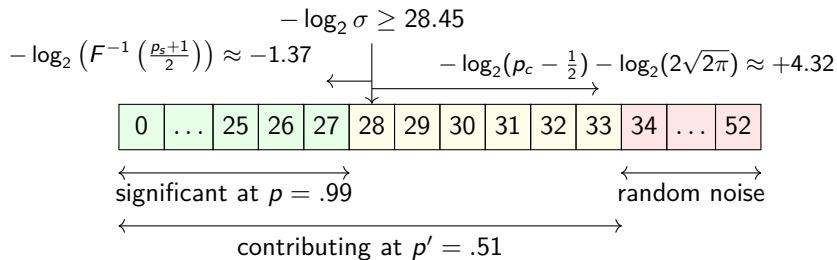 − log₂ σ ≥ 28.45
− log₂ (F⁻¹ ((pₛ+1)/2)) ≈ −1.37
− log₂(p_c − 1/2) − log₂(2√(2π)) ≈ +4.32
0 ... 25 26 27 28 29 30 31 32 33 34 ... 52
significant at p = .99 random noise
contributing at p′ = .51